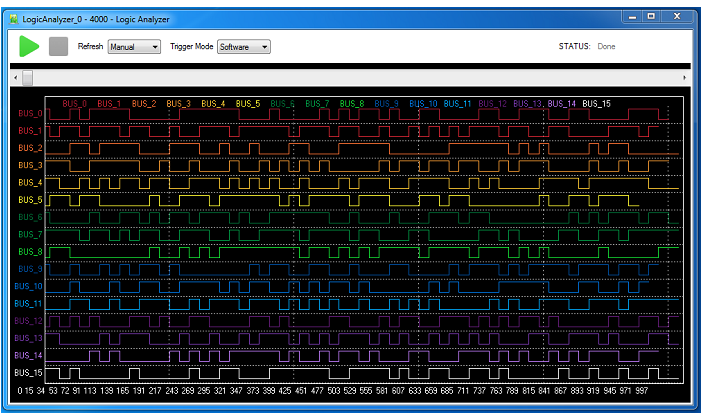 LogicAnalyzer_0 - 4000 - Logic Analyzer
Refresh Manual Trigger Mode Software STATUS: Done
BUS_0 BUS_1 BUS_2 BUS_3 BUS_4 BUS_5 BUS_6 BUS_7 BUS_8 BUS_9 BUS_10 BUS_11 BUS_12 BUS_13 BUS_14 BUS_15
BUS_0
BUS_1
BUS_2
BUS_3
BUS_4
BUS_5
BUS_6
BUS_7
BUS_8
BUS_9
BUS_10
BUS_11
BUS_12
BUS_13
BUS_14
BUS_15
0 15 34 53 72 91 113 139 165 191 217 243 269 295 321 347 373 399 425 451 477 503 529 555 581 607 633 659 685 711 737 763 789 815 841 867 893 919 945 971 997